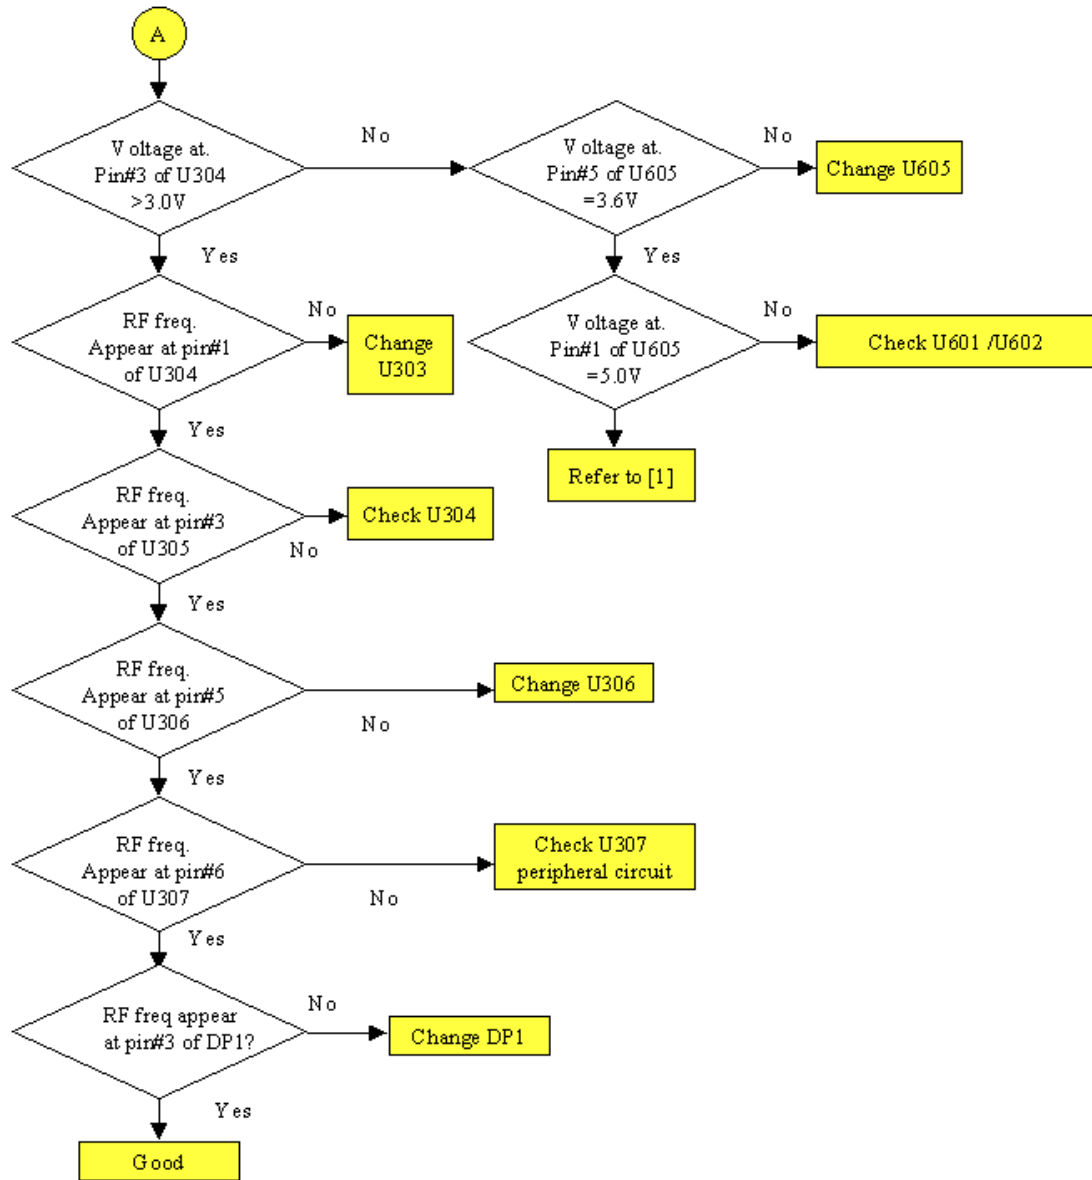 A
Voltage at.
Pin#3 of U304
>3.0V
No
Voltage at.
Pin#5 of U605
=3.6V
No
Change U605
Yes
Yes
RF freq.
Appear at pin#1
of U304
No
Change
U303
Voltage at.
Pin#1 of U605
=5.0V
No
Check U601 /U602
Yes
RF freq.
Appear at pin#3
of U305
No
Check U304
Refer to [1]
Yes
RF freq.
Appear at pin#5
of U306
No
Change U306
Yes
RF freq.
Appear at pin#6
of U307
No
Check U307
peripheral circuit
Yes
RF freq appear
at pin#3 of DP1?
No
Change DP1
Yes
Good